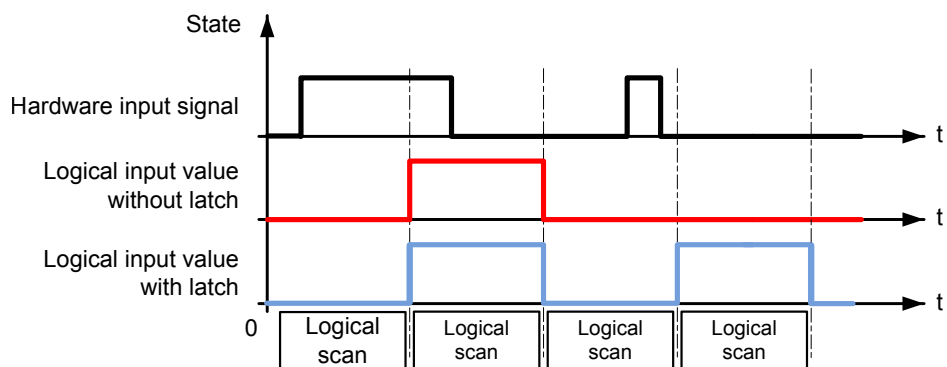 State
Hardware input signal
t
Logical input value
without latch
t
Logical input value
with latch
t
0
Logical
scan
Logical
scan
Logical
scan
Logical
scan